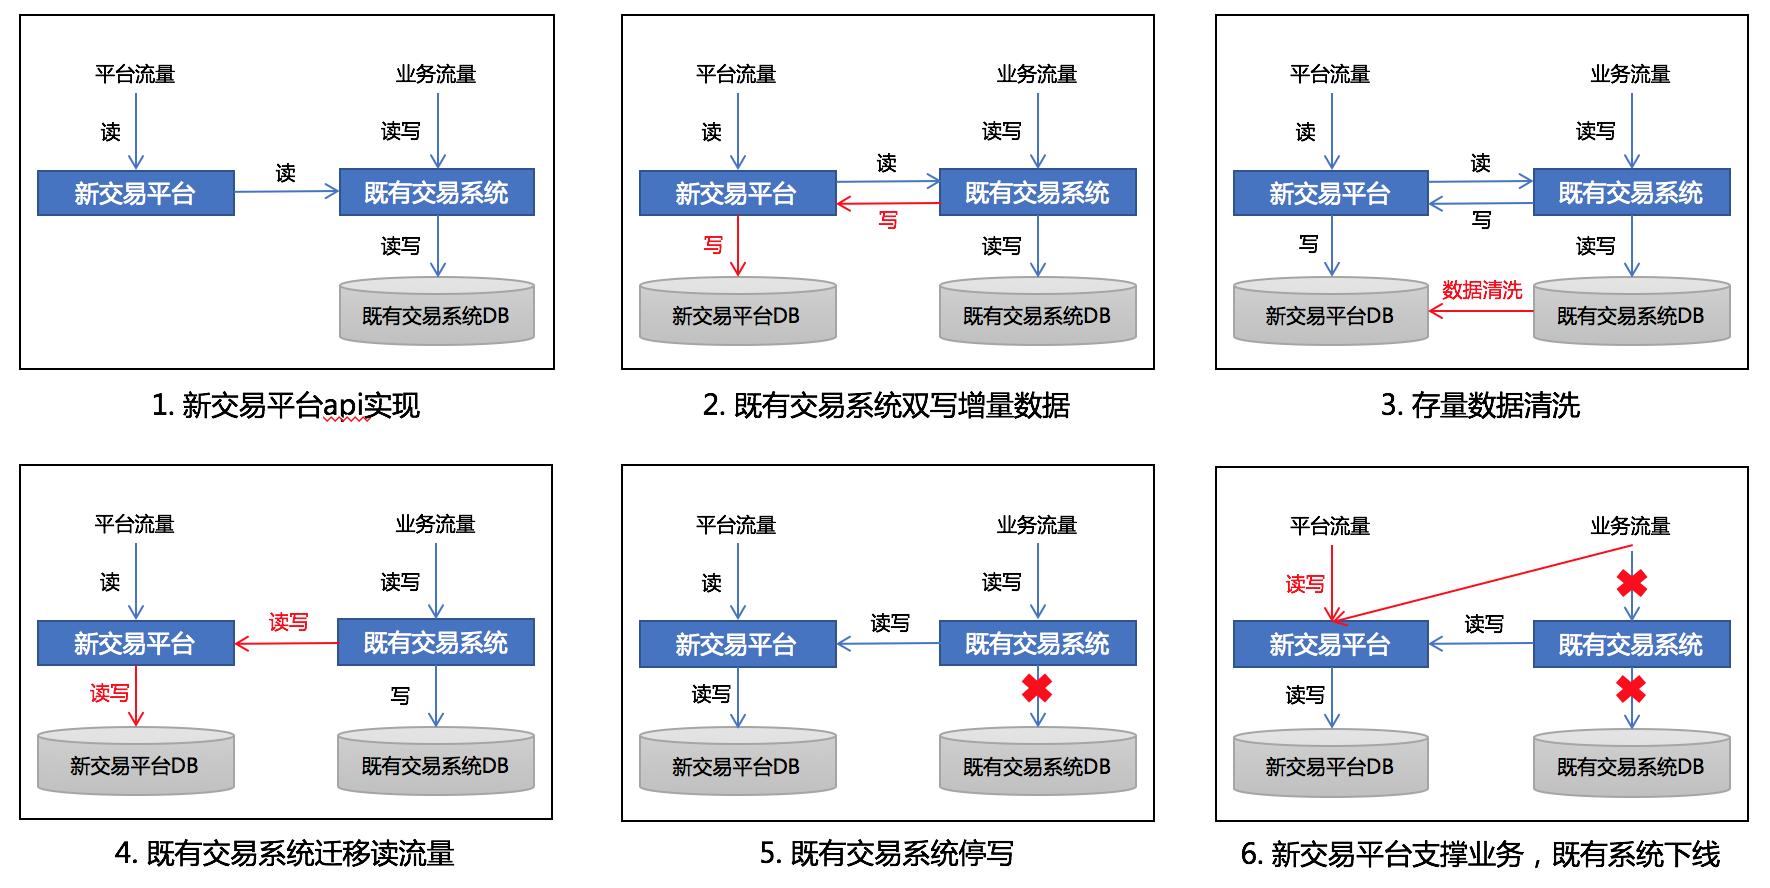 平台流量
业务流量
读
读写
新交易平台
读
既有交易系统
读写
既有交易系统DB
1. 新交易平台api实现
平台流量
业务流量
读
读写
新交易平台
读
写
既有交易系统
写
读写
新交易平台DB
既有交易系统DB
2. 既有交易系统双写增量数据
平台流量
业务流量
读
读写
新交易平台
读
写
既有交易系统
写
读写
数据清洗
新交易平台DB
既有交易系统DB
3. 存量数据清洗
平台流量
业务流量
读
读写
新交易平台
读写
既有交易系统
读写
写
新交易平台DB
既有交易系统DB
4. 既有交易系统迁移读流量
平台流量
业务流量
读
读写
新交易平台
读写
既有交易系统
读写
新交易平台DB
既有交易系统DB
5. 既有交易系统停写
平台流量
业务流量
读写
新交易平台
读写
既有交易系统
读写
新交易平台DB
既有交易系统DB
6. 新交易平台支撑业务，既有系统下线